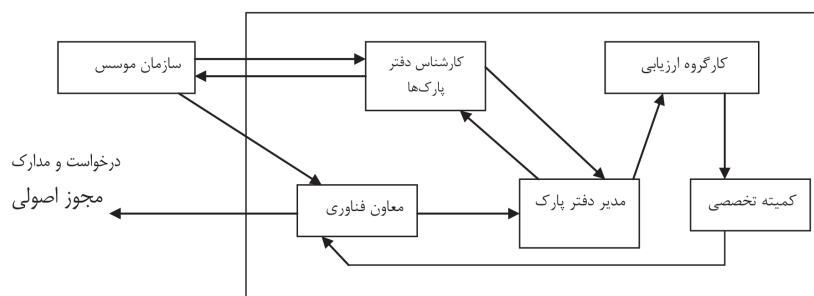 سازمان موسس
کارشناس دفتر
پارک‌ها
کارگروه ارزیابی
درخواست و مدارک
مجوز اصولی
معاون فناوری
مدیر دفتر پارک
کمیته تخصصی